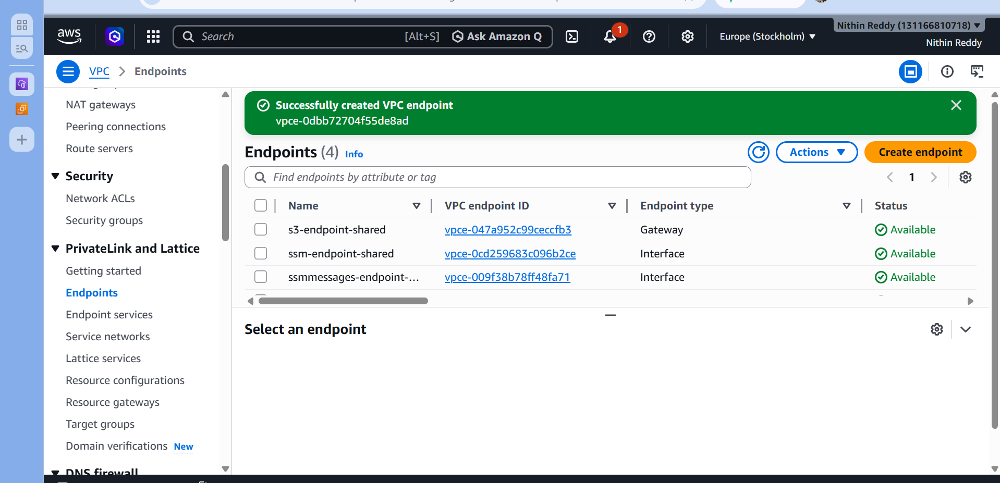 aws
Search [Alt+S] Ask Amazon Q
1
Europe (Stockholm)
Nithin Reddy (131166810718)
Nithin Reddy
VPC
Endpoints
NAT gateways
Peering connections
Route servers
Security
Network ACLs
Security groups
PrivateLink and Lattice
Getting started
Endpoints
Endpoint services
Service networks
Lattice services
Resource configurations
Resource gateways
Target groups
Domain verifications New
DNS firewall
Successfully created VPC endpoint
vpce-0dbb72704f55de8ad
Endpoints (4) Info
Actions
Create endpoint
Find endpoints by attribute or tag
1
Name VPC endpoint ID Endpoint type Status
s3-endpoint-shared vpce-047a952c99ceccfb3 Gateway Available
ssm-endpoint-shared vpce-0cd259683c096b2ce Interface Available
ssmmessages-endpoint-... vpce-009f38b78ff48fa71 Interface Available
Select an endpoint